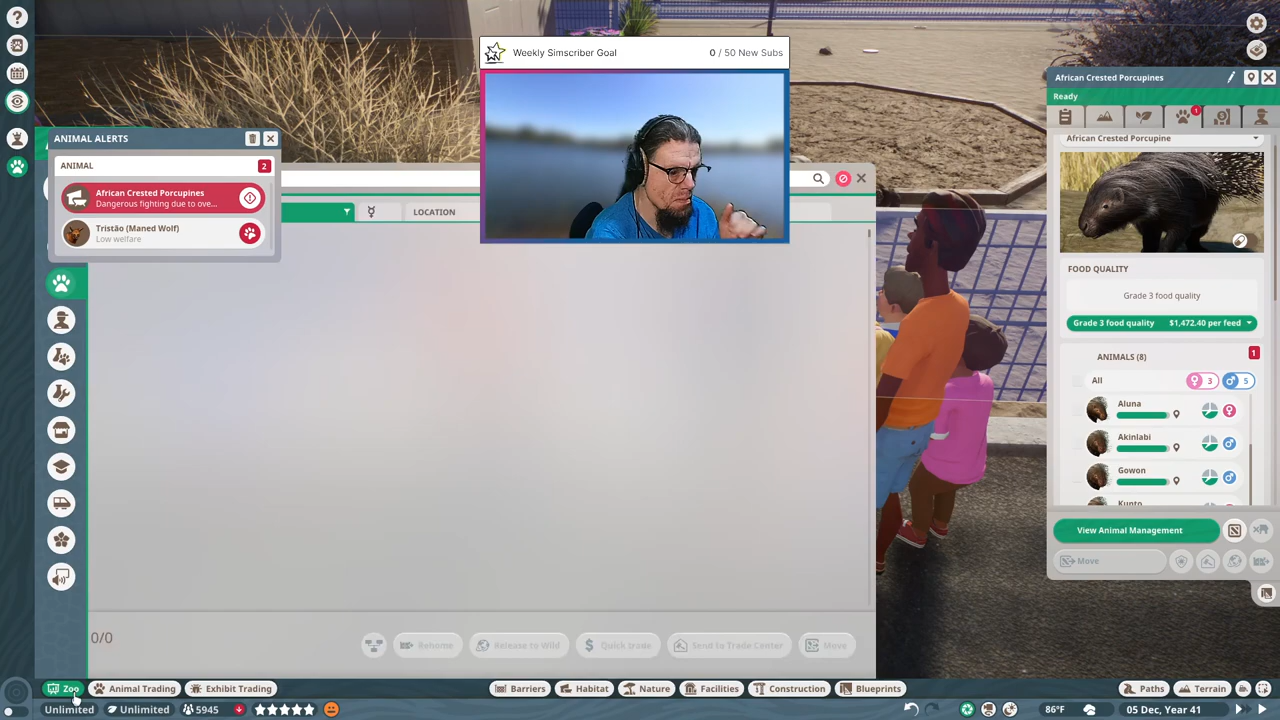 Weekly Simscriber Goal 0 / 50 New Subs
African Crested Porcupines
Ready
ANIMAL ALERTS
ANIMAL 2
African Crested Porcupines
Dangerous fighting due to ove...
Tristão (Maned Wolf)
Low welfare
LOCATION
1
African Crested Porcupine
FOOD QUALITY
Grade 3 food quality
Grade 3 food quality $1,472.40 per feed
ANIMALS (8) 1
All 3 5
Aluna
Akinlabi
Gowon
Kunto
View Animal Management
Move
0/0
Rehome
Release to Wild
Quick trade
Send to Trade Center
Move
Zoo
Animal Trading
Exhibit Trading
Barriers
Habitat
Nature
Facilities
Construction
Blueprints
Paths
Terrain
Unlimited
Unlimited
5945
86°F
05 Dec, Year 41